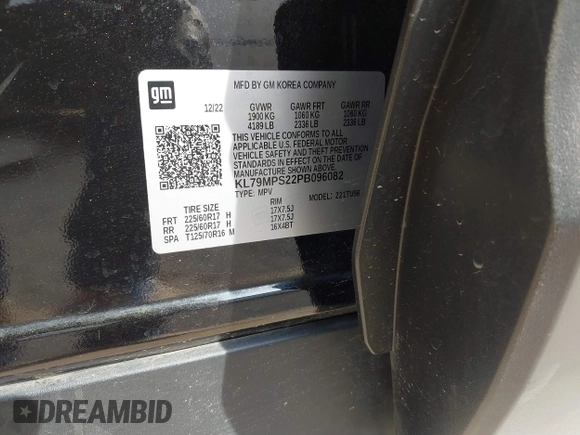 gm
MFD BY GM KOREA COMPANY
12/22 GVWR GAWR FRT GAWR RR
1900 KG 1060 KG 1060 KG
4189 LB 2336 LB 2336 LB
THIS VEHICLE CONFORMS TO ALL
APPLICABLE U.S. FEDERAL MOTOR
VEHICLE SAFETY AND THEFT PREVENTION
STANDARDS IN EFFECT ON THE DATE OF
MANUFACTURE SHOWN ABOVE.
KL79MPS22PB096082
TYPE: MPV MODEL: 221TU56
TIRE SIZE RIM
FRT 225/60R17 H 17X7.5J
RR 225/60R17 H 17X7.5J
SPA T125/70R16 M 16X4BT
DREAMBID